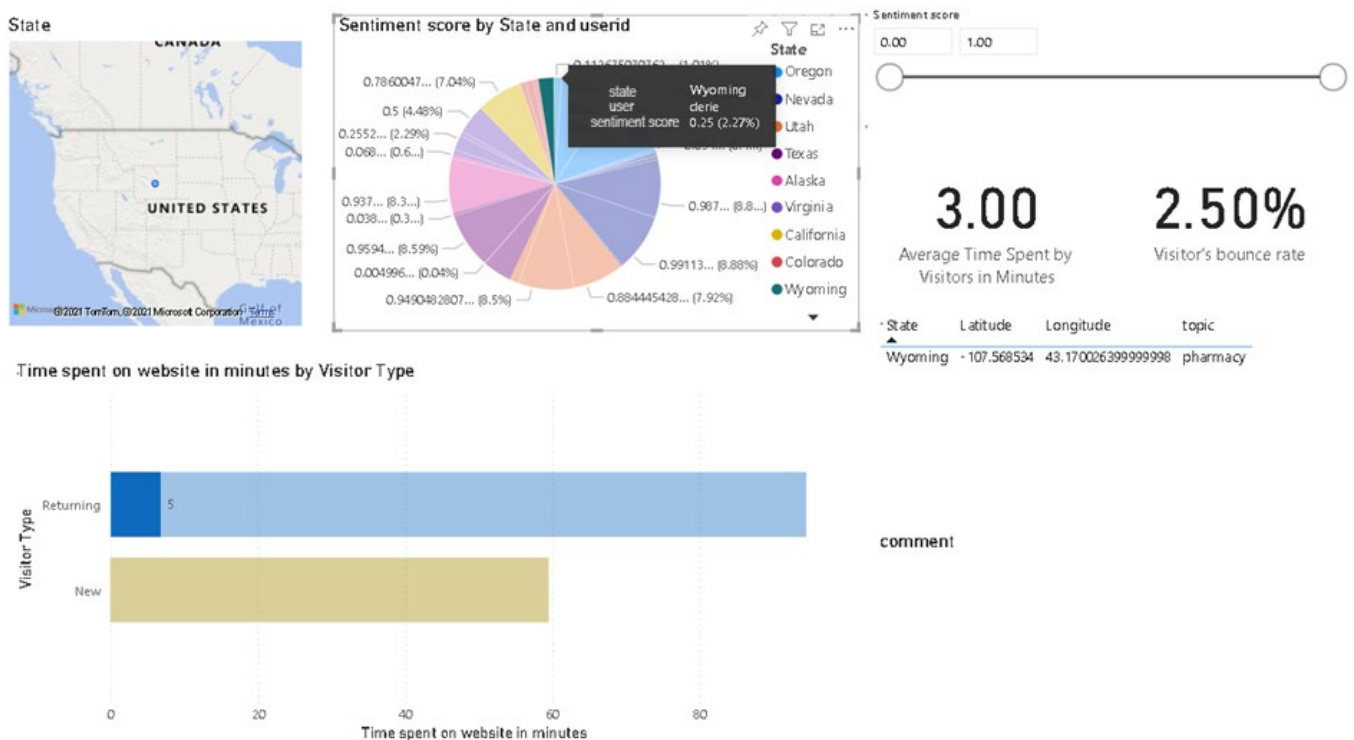 State
CANADA
UNITED STATES
Microso
©2021 TomTom, ©2021 Microsoft Corporation Terms
Gulf of
Mexico
Sentiment score by State and userid
0.7860047... (7.04%)
0.5 (4.48%)
0.2552... (2.29%)
0.068... (0.6...)
0.937... (8.3...)
0.038... (0.3...)
0.9594... (8.59%)
0.004996... (0.04%)
0.9490482807... (8.5%)
0.884445428... (7.92%)
0.99113... (8.88%)
0.987... (8.8...)
state Wyoming
user derie
sentiment score 0.25 (2.27%)
State
Oregon
Nevada
Utah
Texas
Alaska
Virginia
California
Colorado
Wyoming
Sentiment score
0.00 1.00
3.00
Average Time Spent by
Visitors in Minutes
2.50%
Visitor's bounce rate
State Latitude Longitude topic
Wyoming -107.568534 43.170026399999998 pharmacy
Time spent on website in minutes by Visitor Type
Visitor Type
Returning 5
New
0 20 40 60 80
Time spent on website in minutes
comment